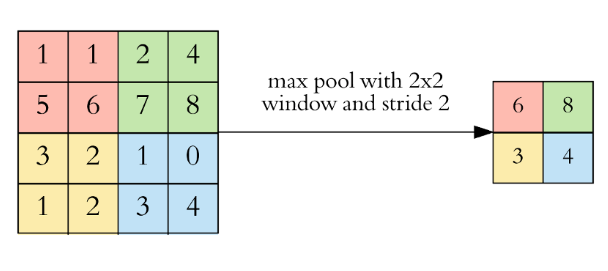 1 1 2 4
5 6 7 8
3 2 1 0
1 2 3 4
max pool with 2x2
window and stride 2
6 8
3 4